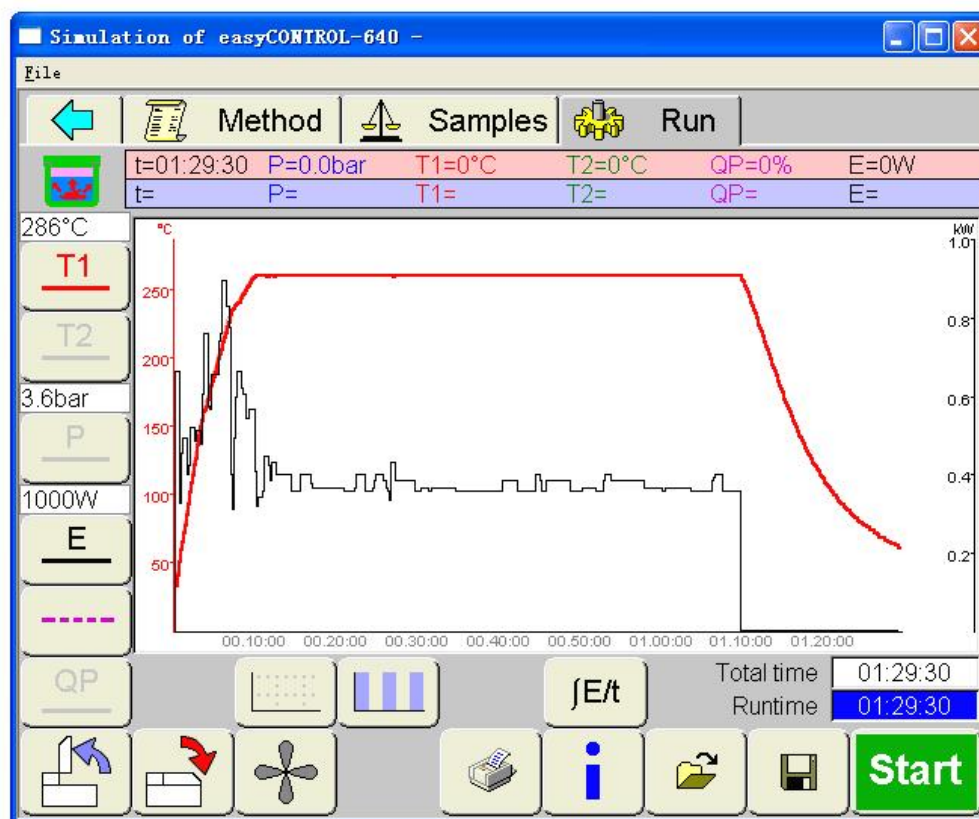 Simulation of easyCONTROL-640 -
File
Method
Samples
Run
t=01:29:30 P=0.0bar T1=0°C T2=0°C QP=0% E=0W
t= P= T1= T2= QP= E=
286°C
T1
T2
3.6bar
P
1000W
E
QP
°C
250
200
150
100
50
kW
1.0
0.8
0.6
0.4
0.2
00:10:00 00:20:00 00:30:00 00:40:00 00:50:00 01:00:00 01:10:00 01:20:00
∫E/t
Total time 01:29:30
Runtime 01:29:30
i
Start